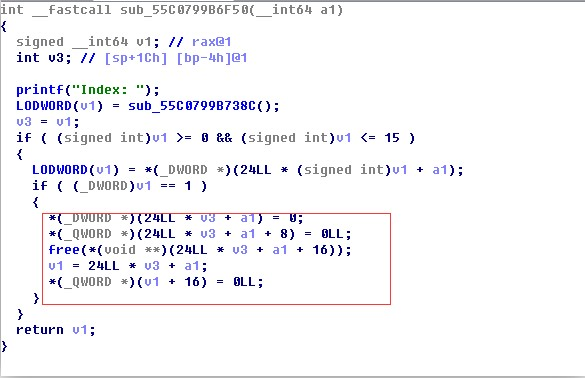 int __fastcall sub_55C0799B6F50(__int64 a1)
{
signed __int64 v1; // rax@1
int v3; // [sp+1Ch] [bp-4h]@1
printf("Index: ");
LODWORD(v1) = sub_55C0799B738C();
v3 = v1;
if ( (signed int)v1 >= 0 && (signed int)v1 <= 15 )
{
LODWORD(v1) = *(_DWORD *)(24LL * (signed int)v1 + a1);
if ( (_DWORD)v1 == 1 )
{
*(_DWORD *)(24LL * v3 + a1) = 0;
*(_QWORD *)(24LL * v3 + a1 + 8) = 0LL;
free(*(void **)(24LL * v3 + a1 + 16));
v1 = 24LL * v3 + a1;
*(_QWORD *)(v1 + 16) = 0LL;
}
}
return v1;
}